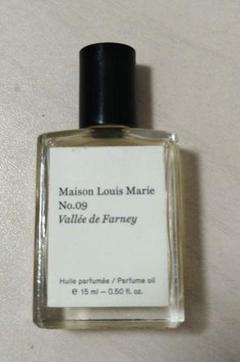 Maison Louis Marie
No.09
Vallée de Farney
Huile parfumée / Perfume oil
℮ 15 ml – 0.50 fl. oz.